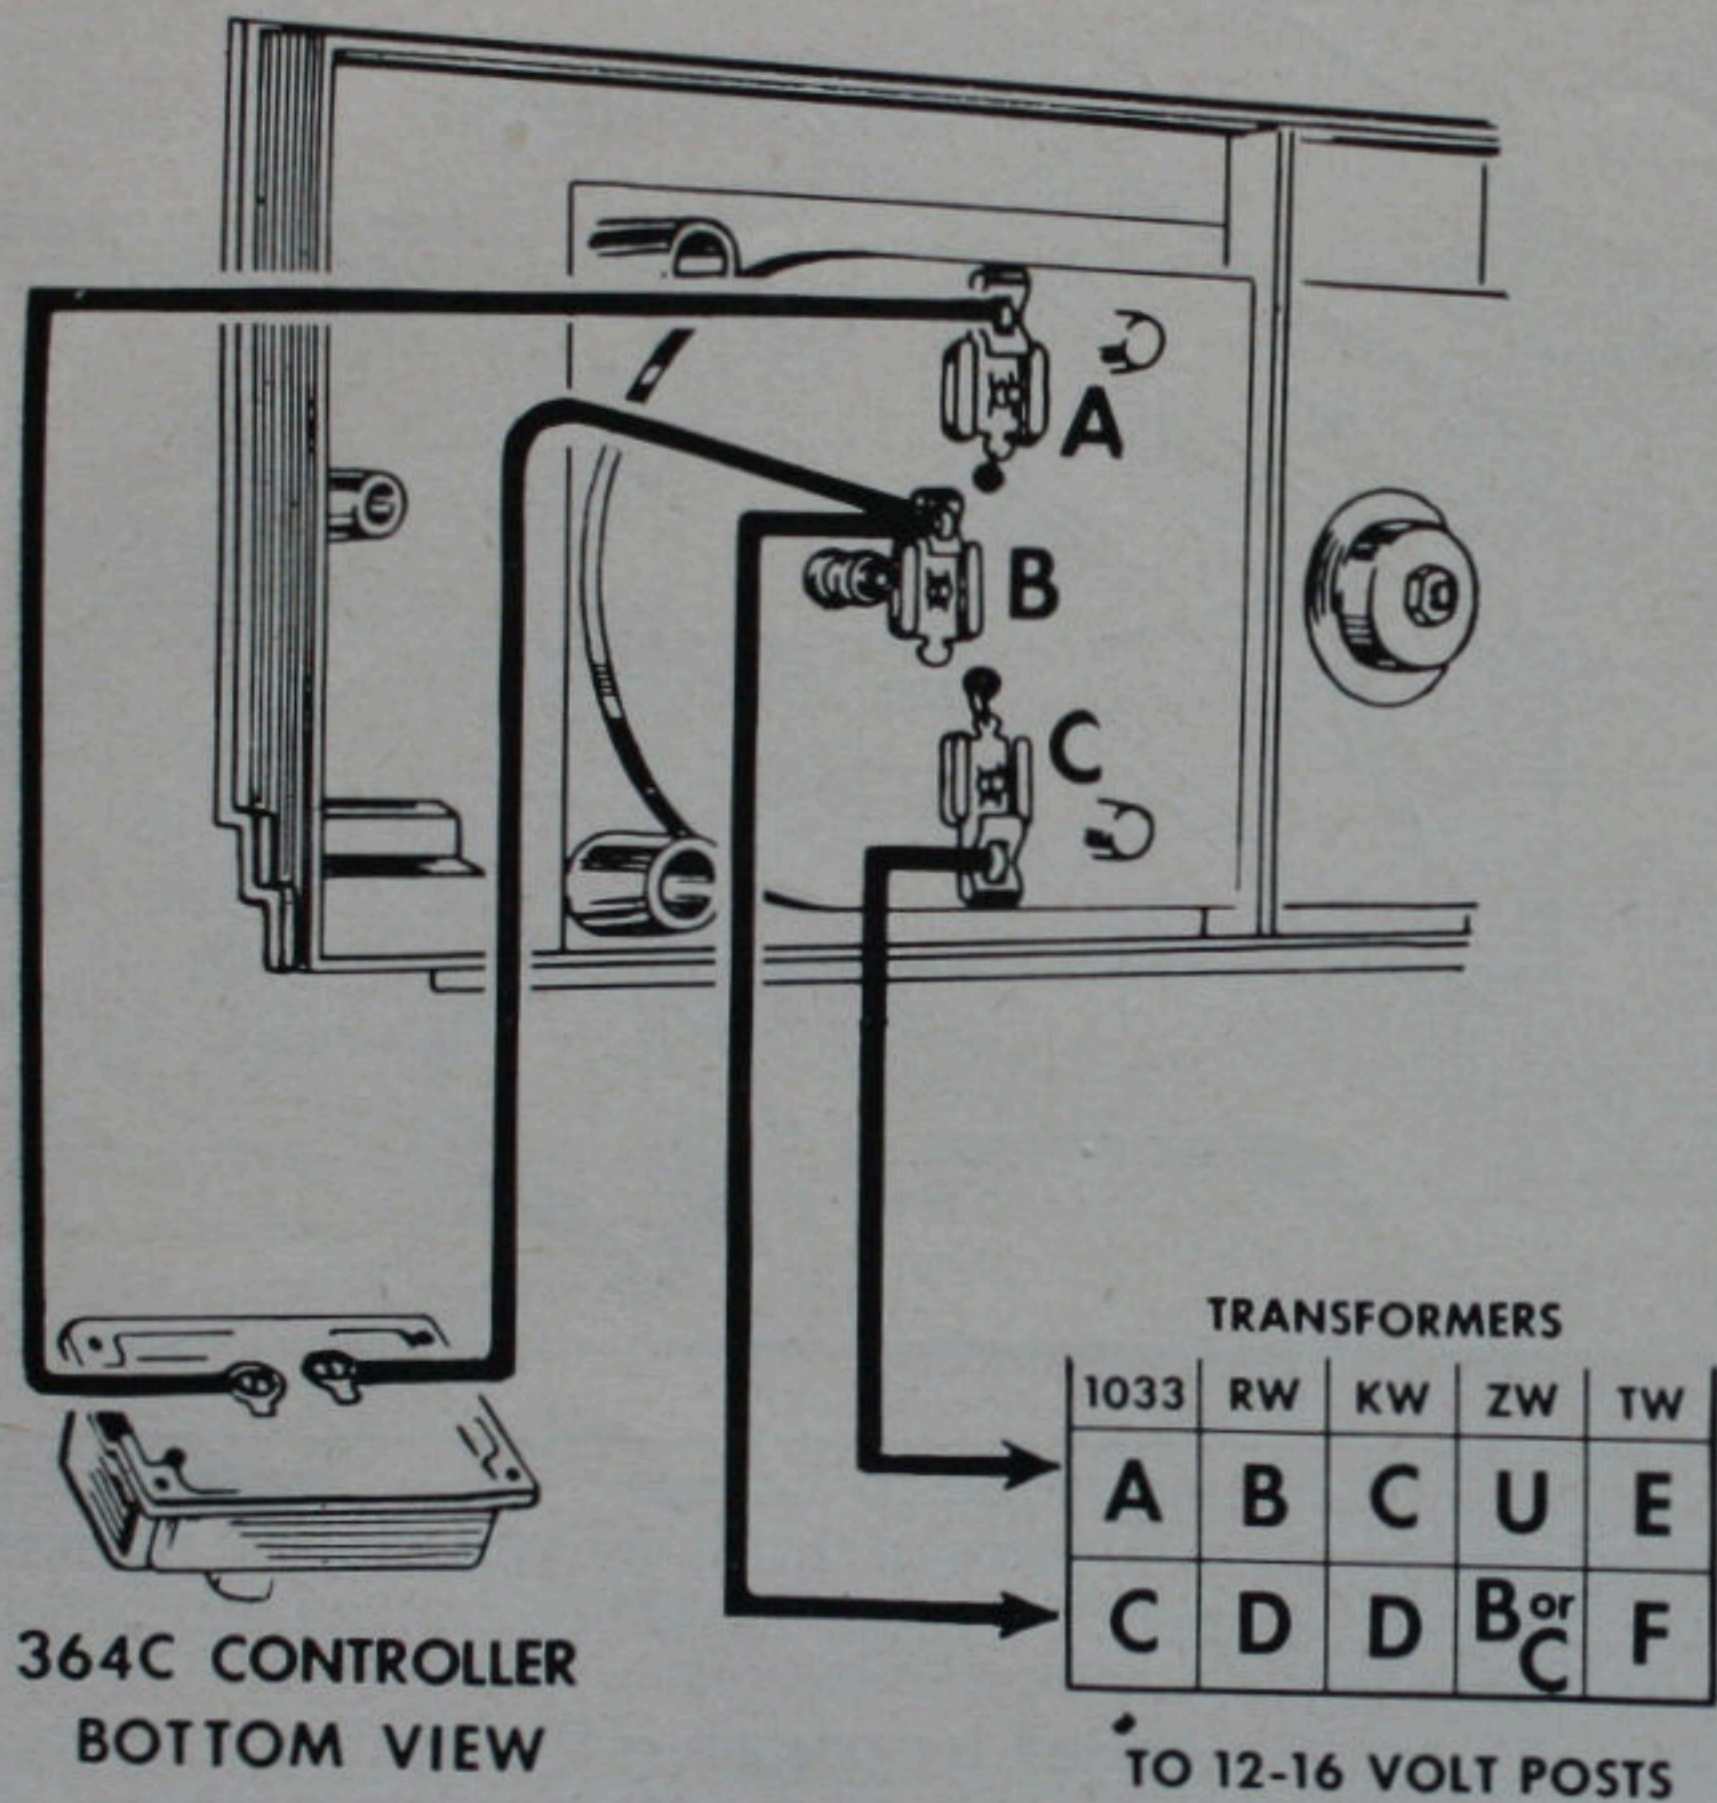 A
B
C
TRANSFORMERS
1033 RW KW ZW TW
A B C U E
C D D B or C F
364C CONTROLLER
BOTTOM VIEW
TO 12-16 VOLT POSTS